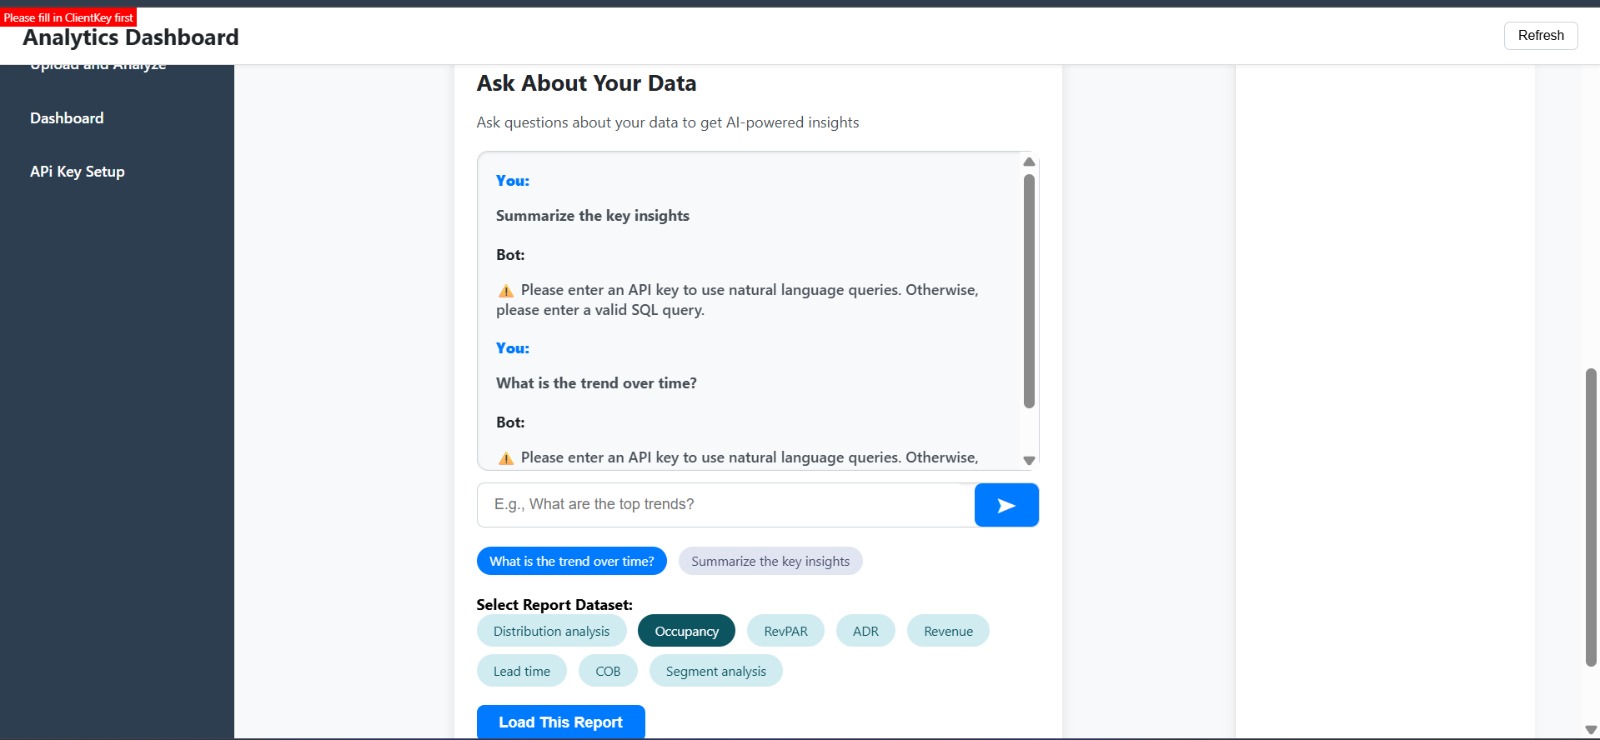 Please fill in ClientKey first
Analytics Dashboard
Refresh
Upload and Analyze
Dashboard
APi Key Setup
Ask About Your Data
Ask questions about your data to get AI-powered insights
You:
Summarize the key insights
Bot:
⚠ Please enter an API key to use natural language queries. Otherwise,
please enter a valid SQL query.
You:
What is the trend over time?
Bot:
⚠ Please enter an API key to use natural language queries. Otherwise,
E.g., What are the top trends?
What is the trend over time? Summarize the key insights
Select Report Dataset:
Distribution analysis Occupancy RevPAR ADR Revenue
Lead time COB Segment analysis
Load This Report